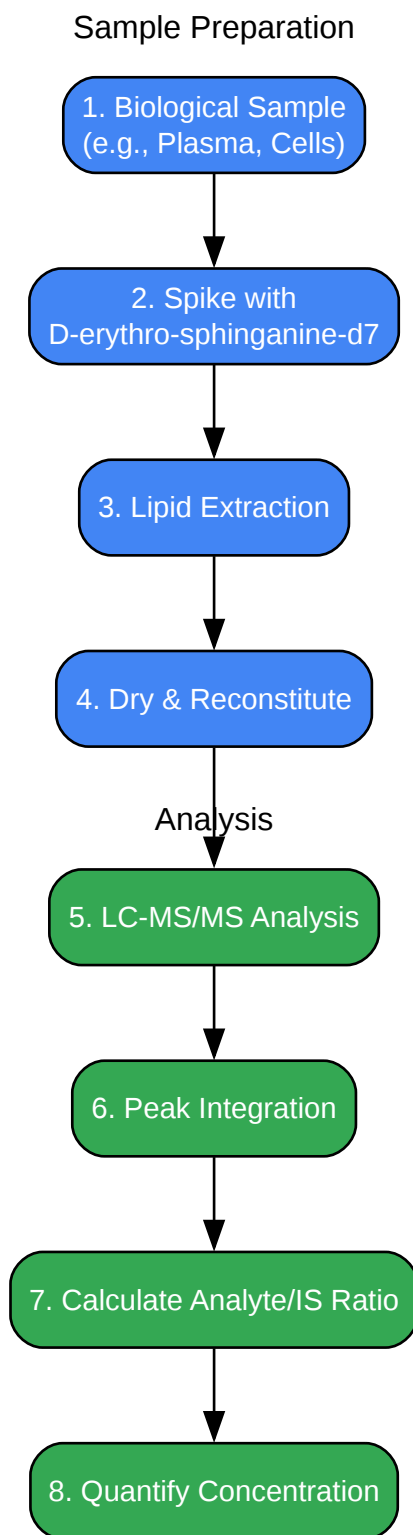 Sample Preparation
1. Biological Sample
(e.g., Plasma, Cells)
2. Spike with
D-erythro-sphinganine-d7
3. Lipid Extraction
4. Dry & Reconstitute
Analysis
5. LC-MS/MS Analysis
6. Peak Integration
7. Calculate Analyte/IS Ratio
8. Quantify Concentration